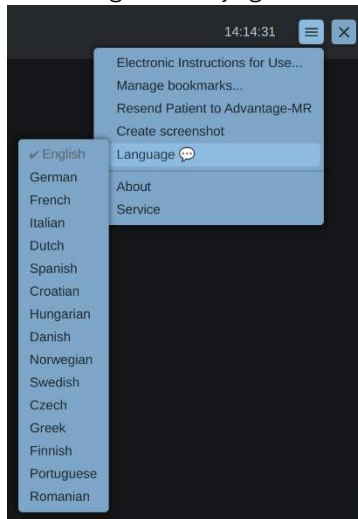 14:14:31
Electronic Instructions for Use...
Manage bookmarks...
Resend Patient to Advantage-MR
Create screenshot
Language 💬
About
Service
✔ English
German
French
Italian
Dutch
Spanish
Croatian
Hungarian
Danish
Norwegian
Swedish
Czech
Greek
Finnish
Portuguese
Romanian